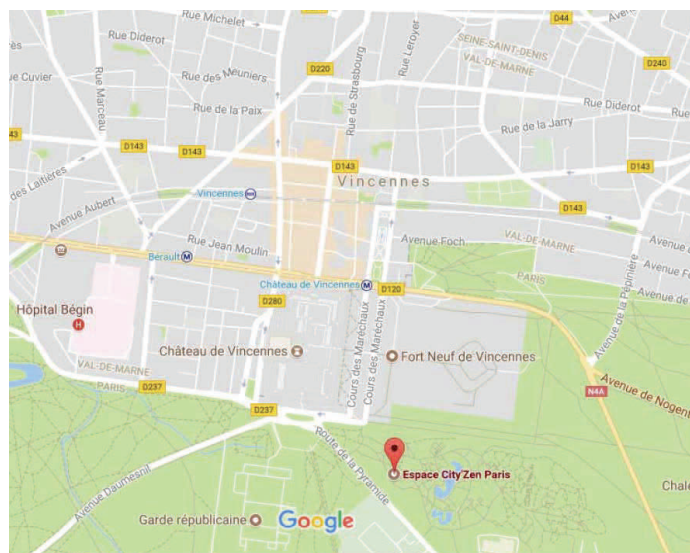 Rue Michelet
D44
Rue Diderot
Rue Leroyer
SEINE-SAINT-DENIS
VAL-DE-MARNE
D240
Rue Cuvier
Rue Marceau
Rue des Meuniers
D220
Rue de Strasbourg
Rue de la Paix
Rue Diderot
Rue de la Jarry
D143
D143
D143
D143
D143
Vincennes
des Laitières
Vincennes
D143
Avenue Aubert
Rue Jean Moulin
Avenue Foch
VAL-DE-MARNE
PARIS
Bérault
M
Château de Vincennes
M
D120
Avenue de la Pépinière
Hôpital Bégin
H
D280
Cours des Maréchaux
Cours des Maréchaux
Château de Vincennes
Fort Neuf de Vincennes
VAL-DE-MARNE
PARIS
D237
D237
N4A
Avenue de Nogent
Route de la Pyramide
Espace City'Zen Paris
Avenue Daumesnil
Garde républicaine
Google